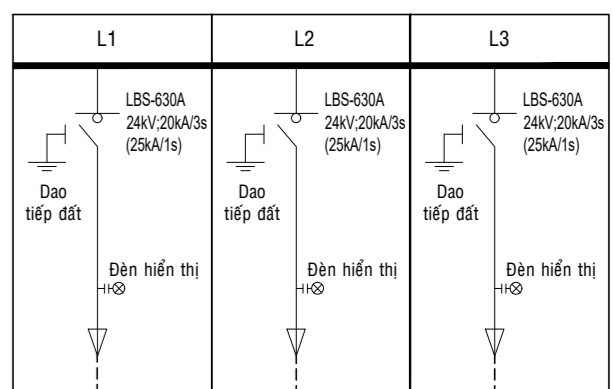 L1
L2
L3
LBS-630A
24kV;20kA/3s
(25kA/1s)
Dao
tiếp đất
Đèn hiển thị
LBS-630A
24kV;20kA/3s
(25kA/1s)
Dao
tiếp đất
Đèn hiển thị
LBS-630A
24kV;20kA/3s
(25kA/1s)
Dao
tiếp đất
Đèn hiển thị